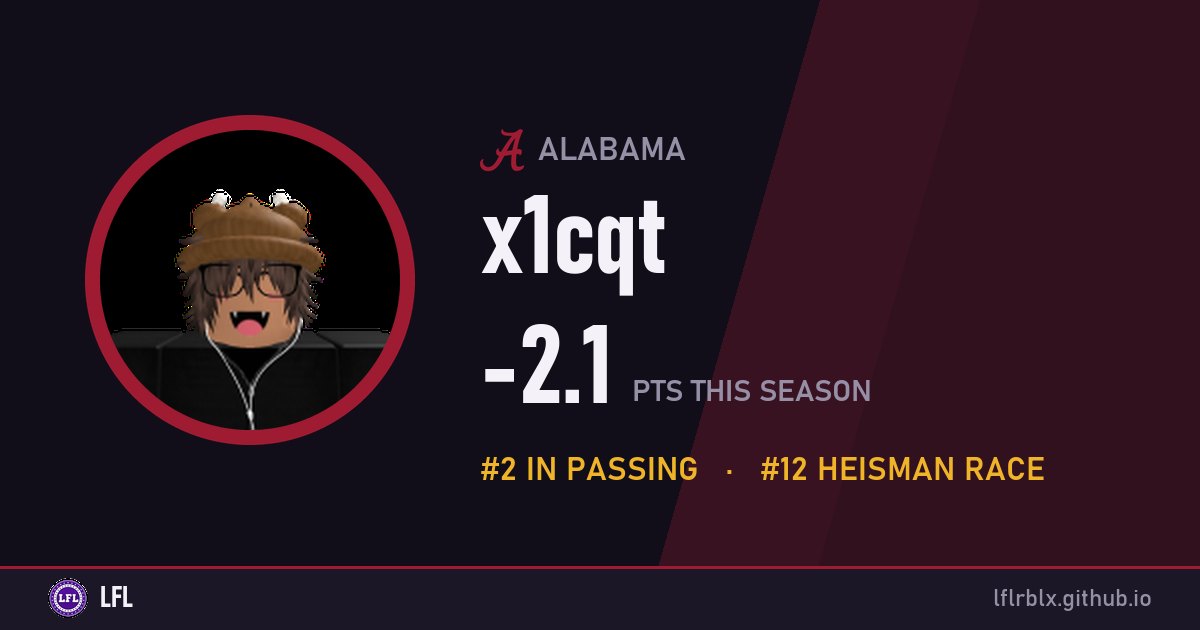 ALABAMA
x1cqt
-2.1 PTS THIS SEASON
#2 IN PASSING · #12 HEISMAN RACE
LFL LFL lflrblx.github.io